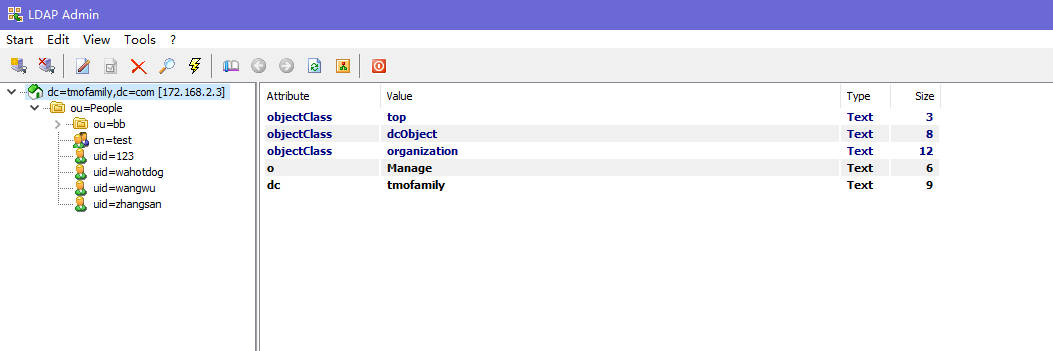 LDAP Admin
Start Edit View Tools ?
dc=tmofamily,dc=com [172.168.2.3]
ou=People
ou=bb
cn=test
uid=123
uid=wahotdog
uid=wangwu
uid=zhangsan
Attribute Value Type Size
objectClass top Text 3
objectClass dcObject Text 8
objectClass organization Text 12
o Manage Text 6
dc tmofamily Text 9